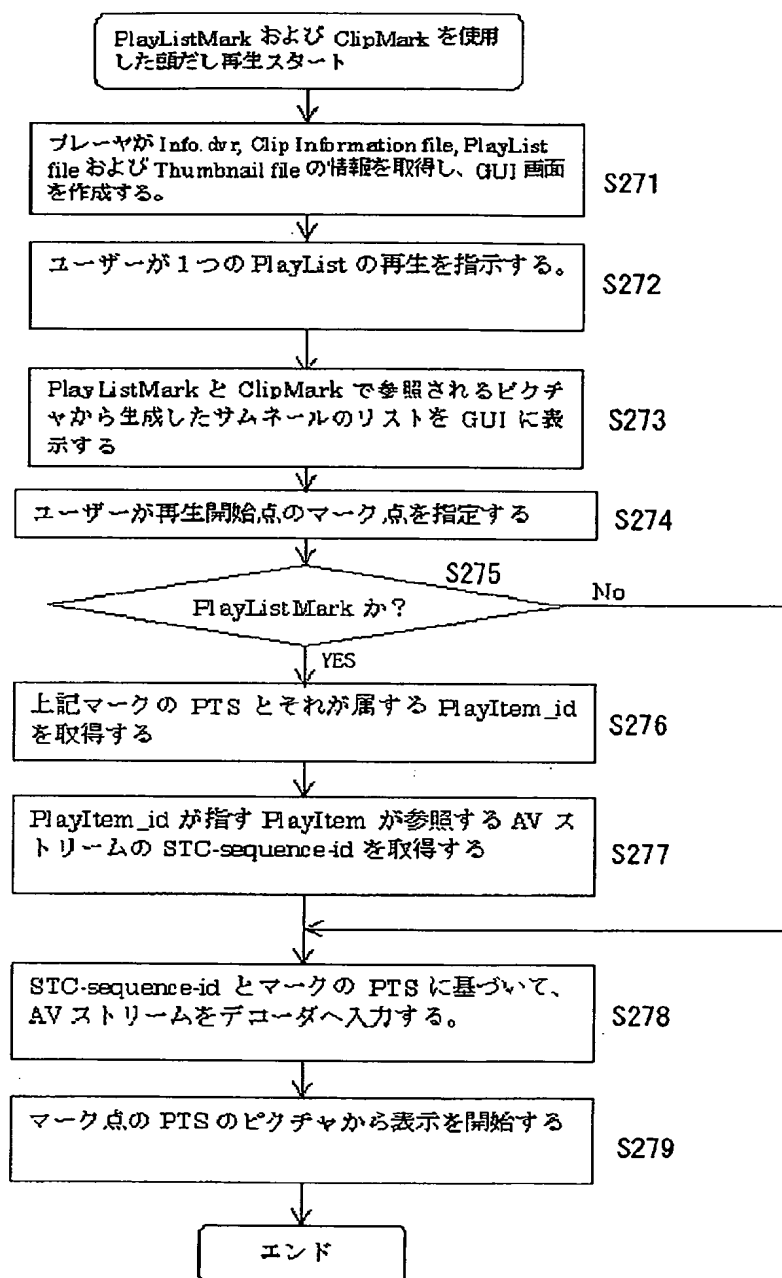 PlayListMark および ClipMark を使用
した頭だし再生スタート
プレーヤが Info.dvr, Clip Information file, PlayList
file および Thumbnail file の情報を取得し、GUI 画面
を作成する。
S271
ユーザーが１つの PlayList の再生を指示する。
S272
PlayListMark と ClipMark で参照されるピクチ
ャから生成したサムネールのリストを GUI に表
示する
S273
ユーザーが再生開始点のマーク点を指定する
S274
S275
PlayListMark か？
No
YES
上記マークの PTS とそれが属する PlayItem_id
を取得する
S276
PlayItem_id が指す PlayItem が参照する AV ス
トリームの STC-sequence-id を取得する
S277
STC-sequence-id とマークの PTS に基づいて、
AV ストリームをデコーダへ入力する。
S278
マーク点の PTS のピクチャから表示を開始する
S279
エンド